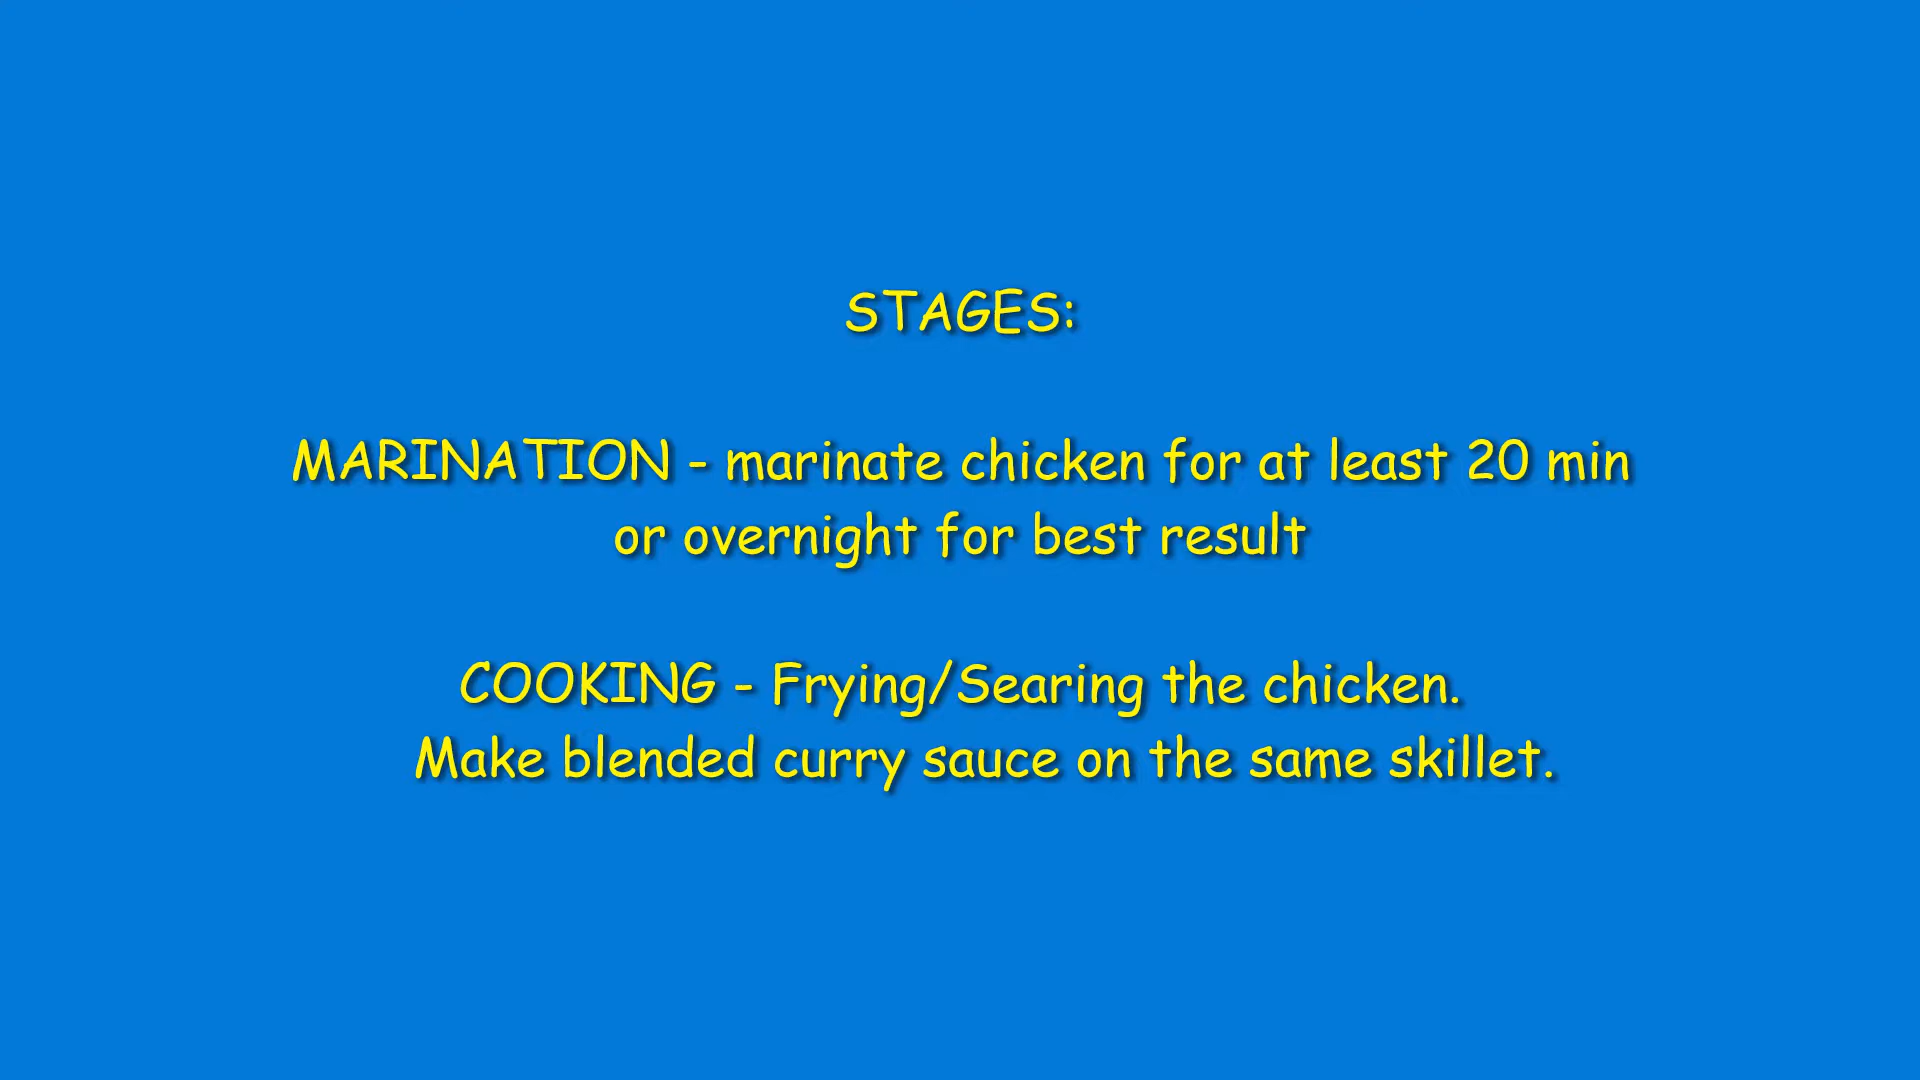 STAGES:
MARINATION - marinate chicken for at least 20 min
or overnight for best result
COOKING - Frying/Searing the chicken.
Make blended curry sauce on the same skillet.